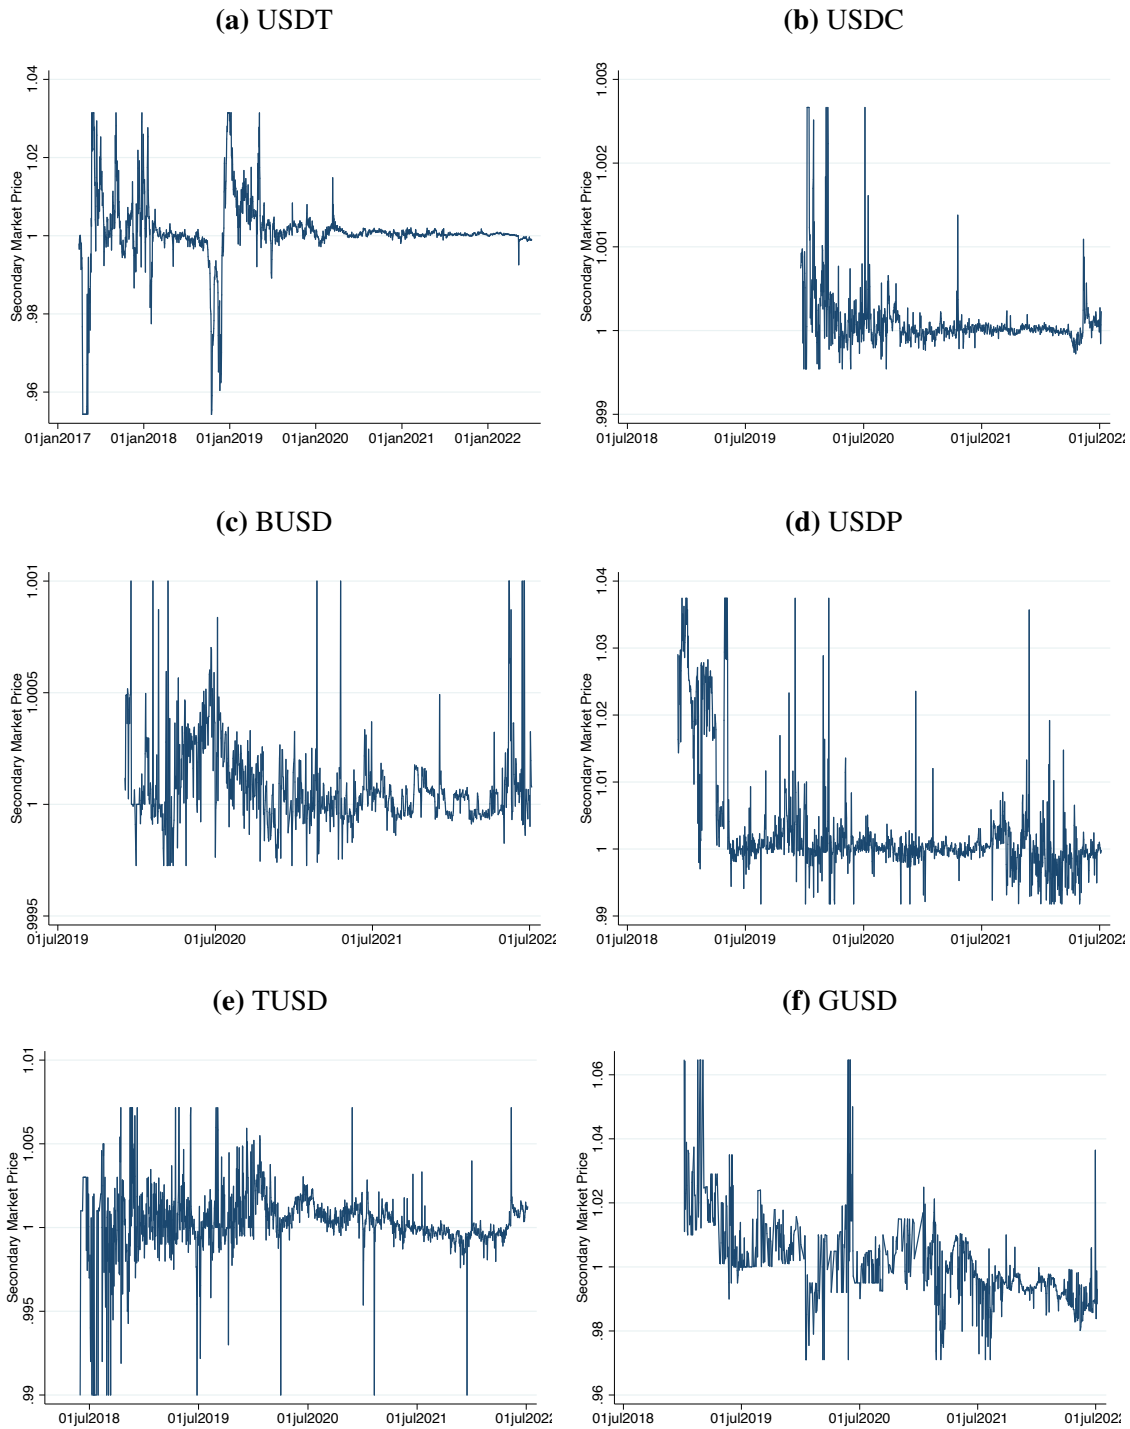 (a) USDT
Secondary Market Price
1.04
1.02
1
.98
.96
01jan2017 01jan2018 01jan2019 01jan2020 01jan2021 01jan2022
(b) USDC
Secondary Market Price
1.003
1.002
1.001
1
.999
01jul2018 01jul2019 01jul2020 01jul2021 01jul2022
(c) BUSD
Secondary Market Price
1.001
1.0005
1
.9995
01jul2019 01jul2020 01jul2021 01jul2022
(d) USDP
Secondary Market Price
1.04
1.03
1.02
1.01
1
.99
01jul2018 01jul2019 01jul2020 01jul2021 01jul2022
(e) TUSD
Secondary Market Price
1.01
1.005
1
.995
.99
01jul2018 01jul2019 01jul2020 01jul2021 01jul2022
(f) GUSD
Secondary Market Price
1.06
1.04
1.02
1
.98
.96
01jul2018 01jul2019 01jul2020 01jul2021 01jul2022